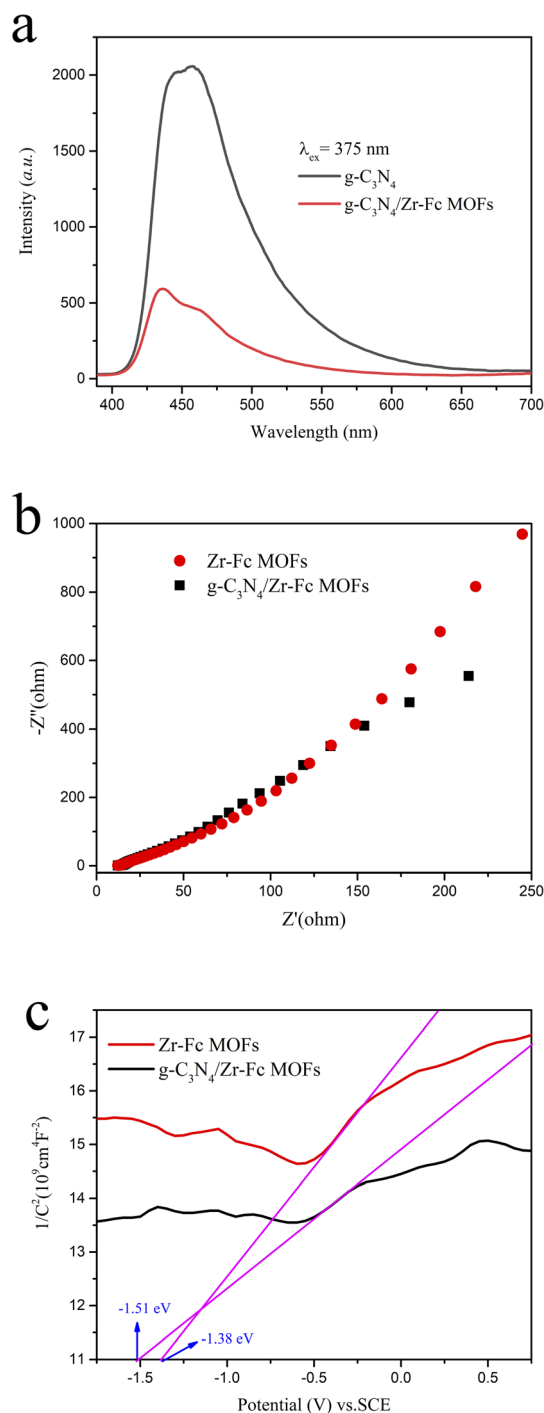 a
2000
1500
1000
500
0
Intensity (a.u.)
λex= 375 nm
g-C3N4
g-C3N4/Zr-Fc MOFs
400 450 500 550 600 650 700
Wavelength (nm)
b
1000
800
600
400
200
0
-Z''(ohm)
Zr-Fc MOFs
g-C3N4/Zr-Fc MOFs
0 50 100 150 200 250
Z'(ohm)
c
17
16
15
14
13
12
11
1/C2(109cm4F-2)
Zr-Fc MOFs
g-C3N4/Zr-Fc MOFs
-1.51 eV
-1.38 eV
-1.5 -1.0 -0.5 0.0 0.5
Potential (V) vs.SCE